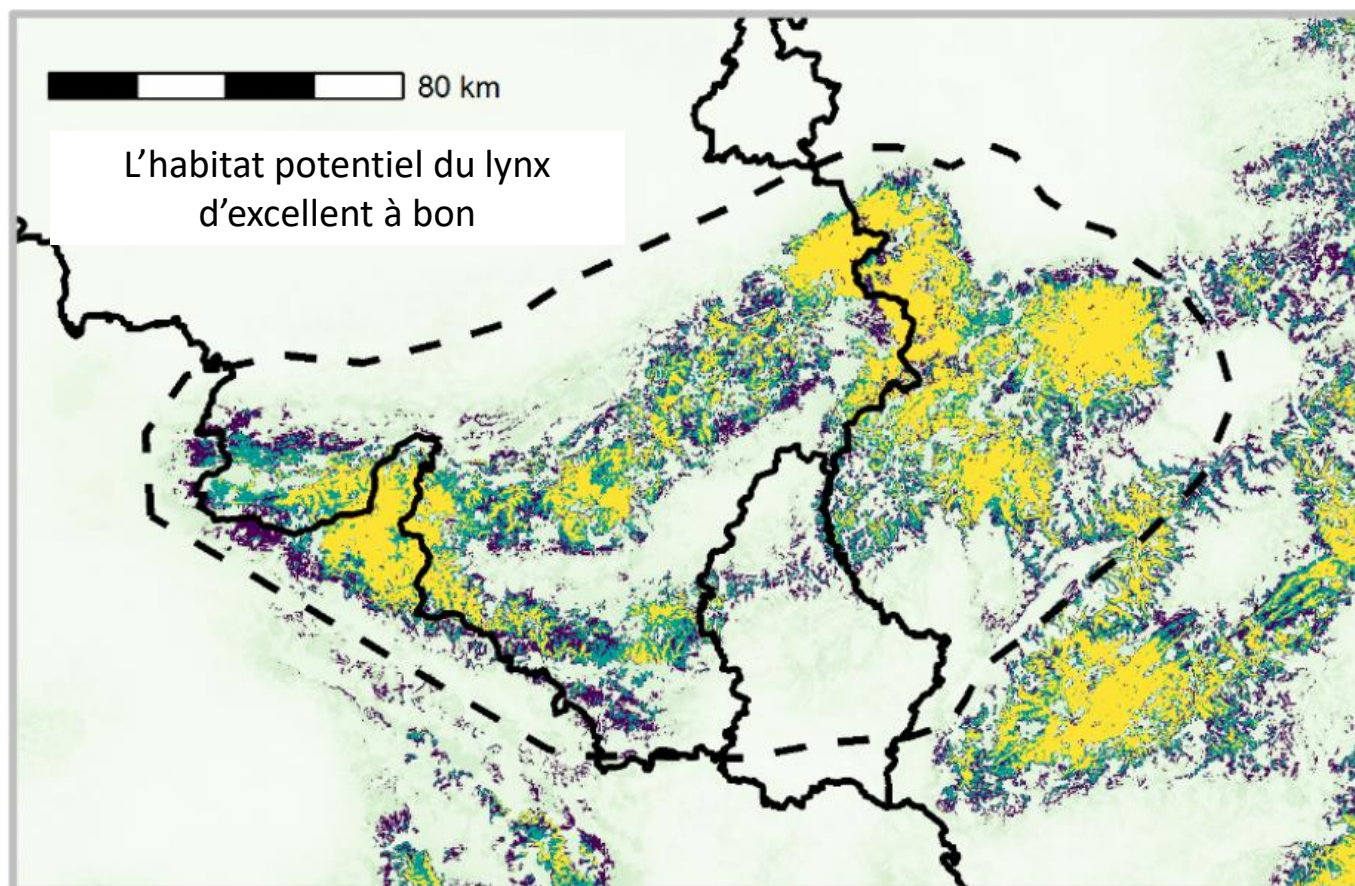 80 km
L’habitat potentiel du lynx
d’excellent à bon